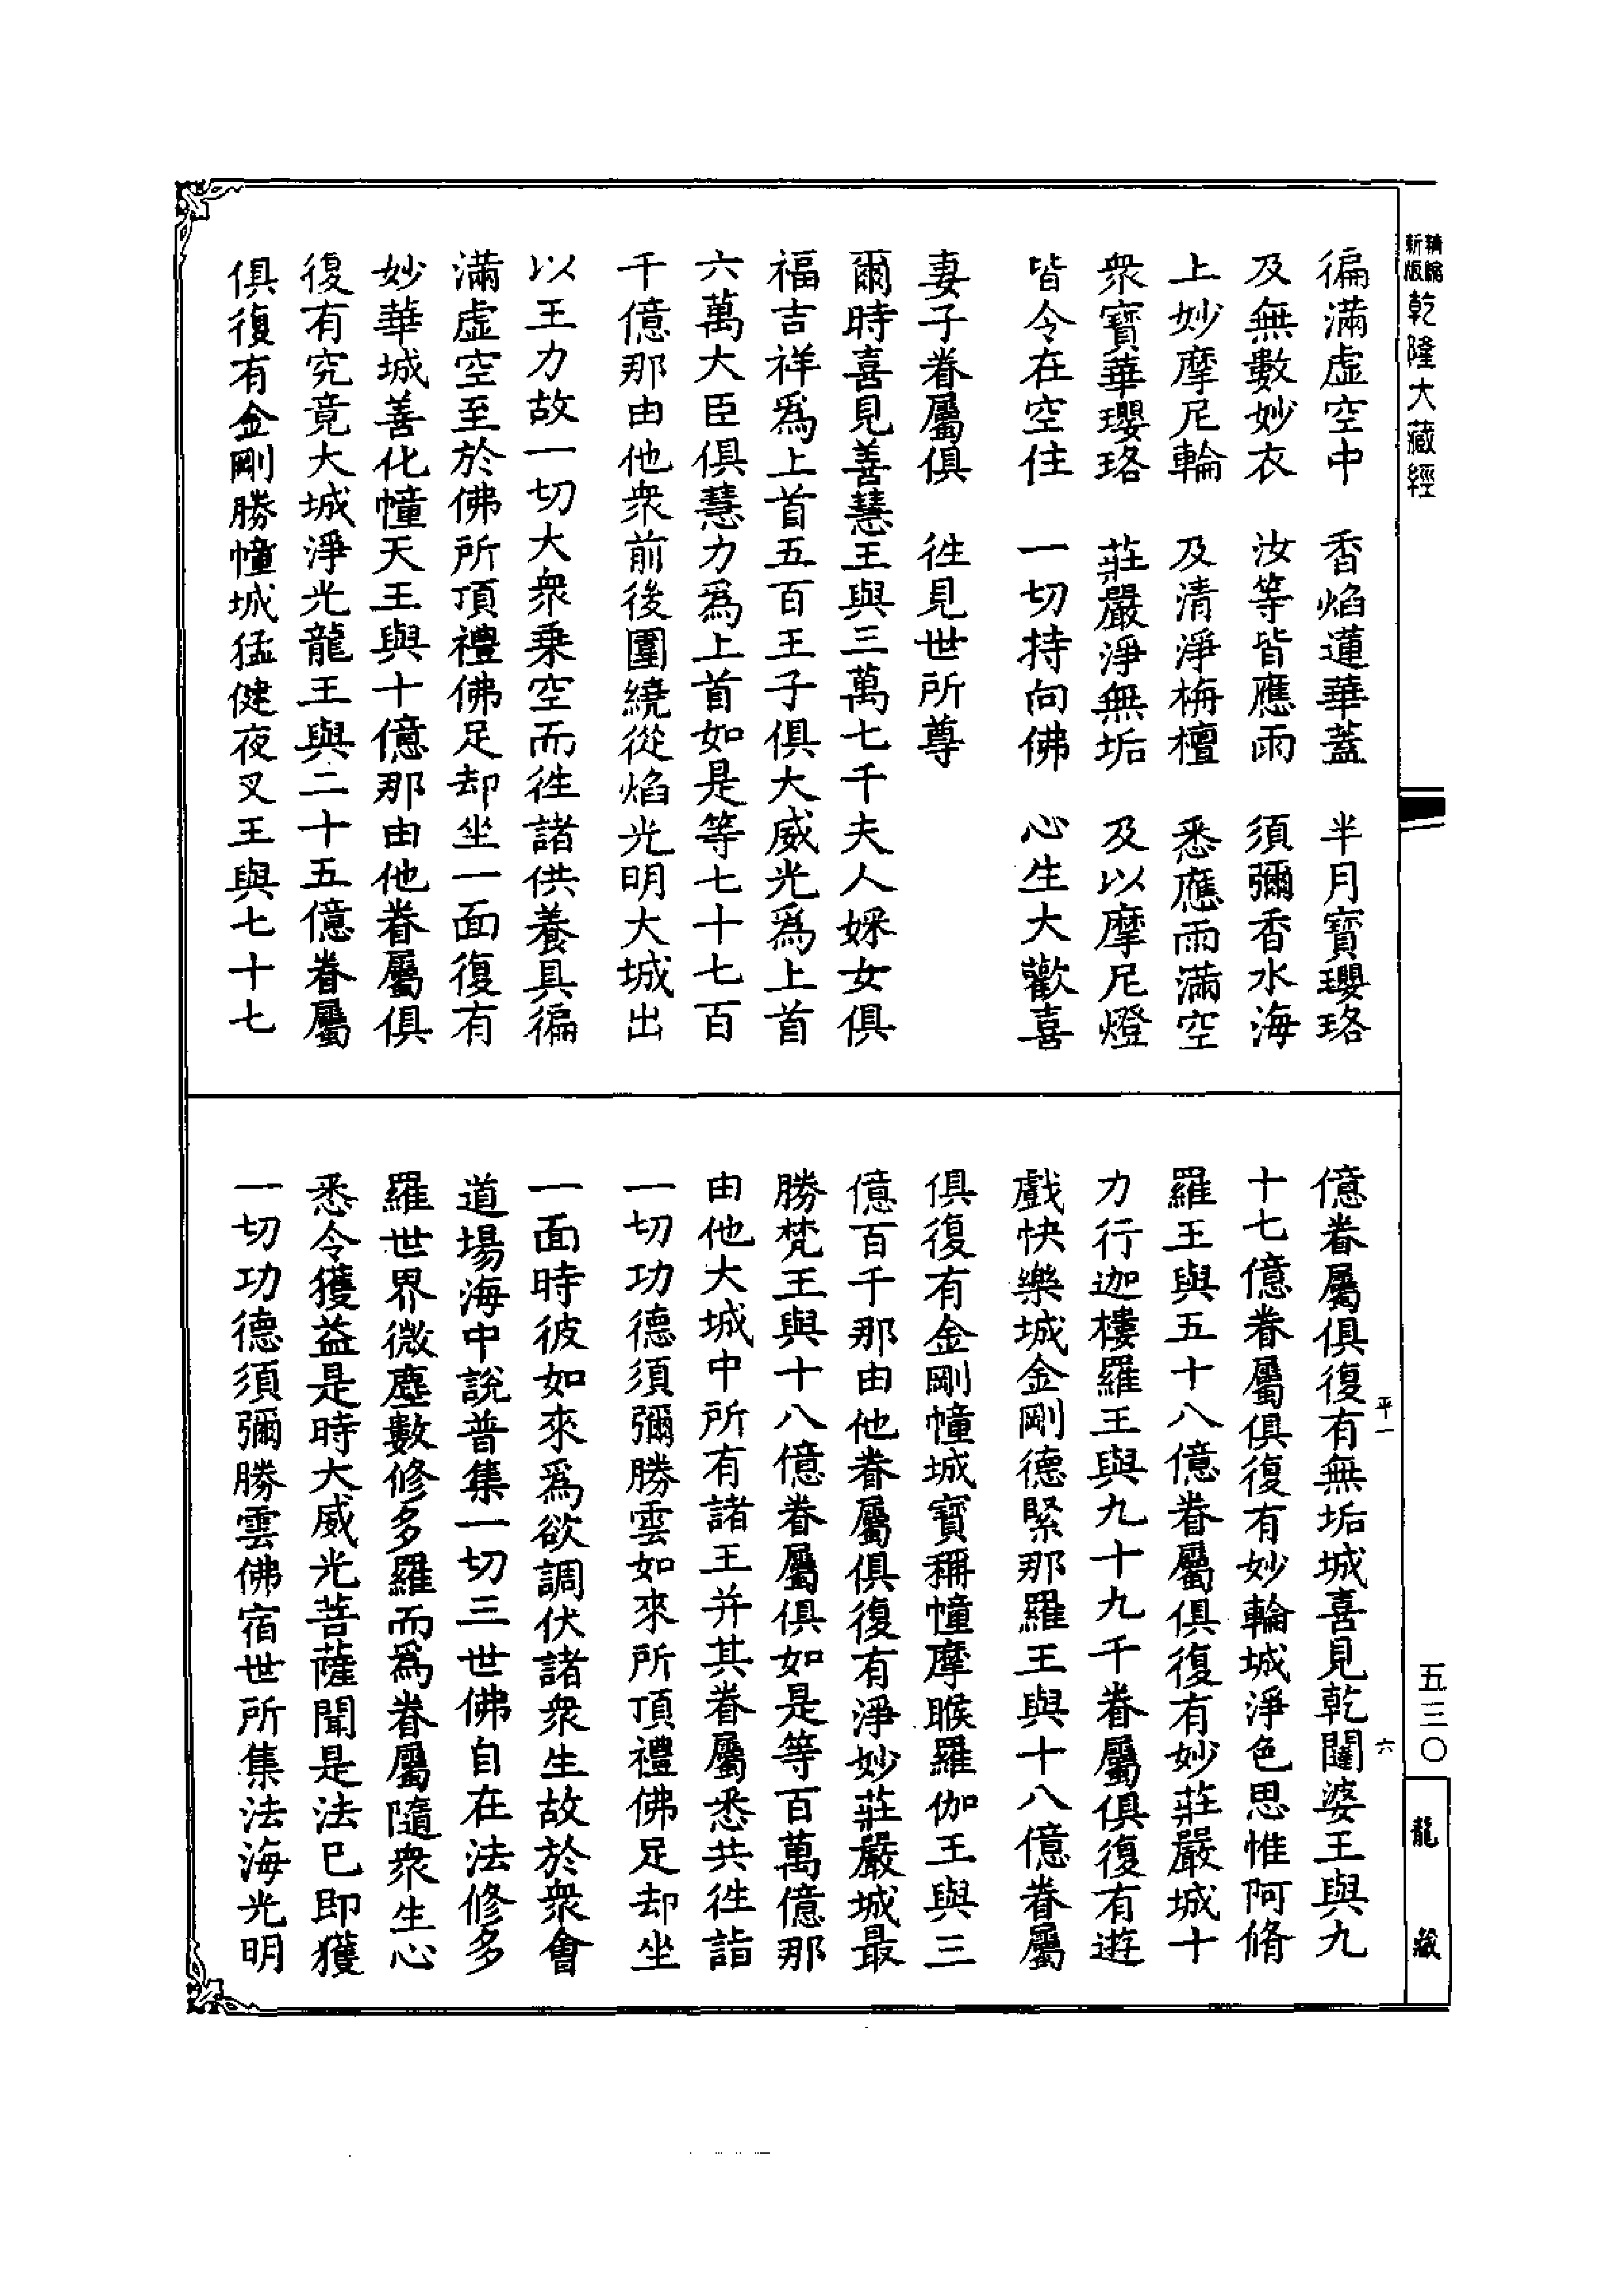 新版精縮乾隆大藏經
徧滿虛空中　香焰蓮華蓋　半月寶瓔珞
及無數妙衣　汝等皆應雨　須彌香水海
上妙摩尼輪　及清淨栴檀　悉應雨滿空
衆寶華瓔珞　莊嚴淨無垢　及以摩尼燈
皆令在空住　一切持向佛　心生大歡喜
妻子眷屬俱　徃見世所尊
爾時喜見善慧王與三萬七千夫人婇女俱
福吉祥爲上首五百王子俱大威光爲上首
六萬大臣俱慧力爲上首如是等七十七百
千億那由他衆前後圍繞從焰光明大城出
以王力故一切大衆乗空而徃諸供養具徧
滿虛空至於佛所頂禮佛足却坐一面復有
妙華城善化幢天王與十億那由他眷屬俱
復有究竟大城淨光龍王與二十五億眷屬
俱復有金剛勝幢城猛健夜叉王與七十七
億眷屬俱復有無垢城喜見乾闥婆王與九
十七億眷屬俱復有妙輪城淨色思惟阿脩
羅王與五十八億眷屬俱復有妙莊嚴城十
力行迦樓羅王與九十九千眷屬俱復有遊
戲快樂城金剛德緊那羅王與十八億眷屬
俱復有金剛幢城寶稱幢摩睺羅伽王與三
億百千那由他眷屬俱復有淨妙莊嚴城最
勝梵王與十八億眷屬俱如是等百萬億那
由他大城中所有諸王并其眷屬悉共徃詣
一切功德須彌勝雲如來所頂禮佛足却坐
一面時彼如來爲欲調伏諸衆生故於衆會
道場海中說普集一切三世佛自在法修多
羅世界微塵數修多羅而爲眷屬隨衆生心
悉令獲益是時大威光菩薩聞是法已即獲
一切功德須彌勝雲佛宿世所集法海光明
平一
六
五三〇
龍藏